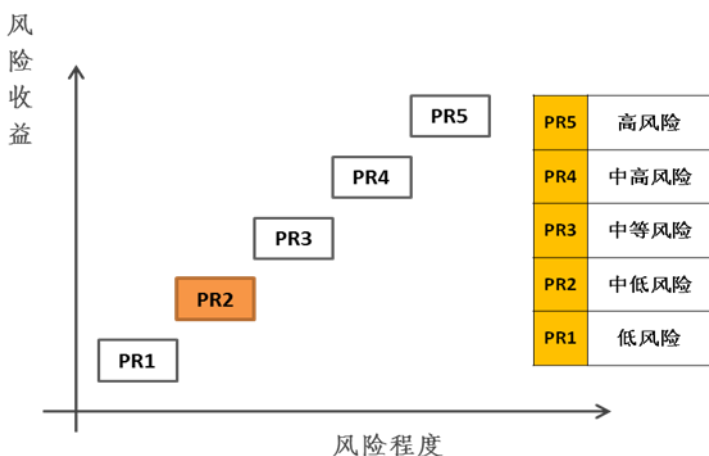 风险收益
PR5
PR4
PR3
PR2
PR1
风险程度
PR5 高风险
PR4 中高风险
PR3 中等风险
PR2 中低风险
PR1 低风险